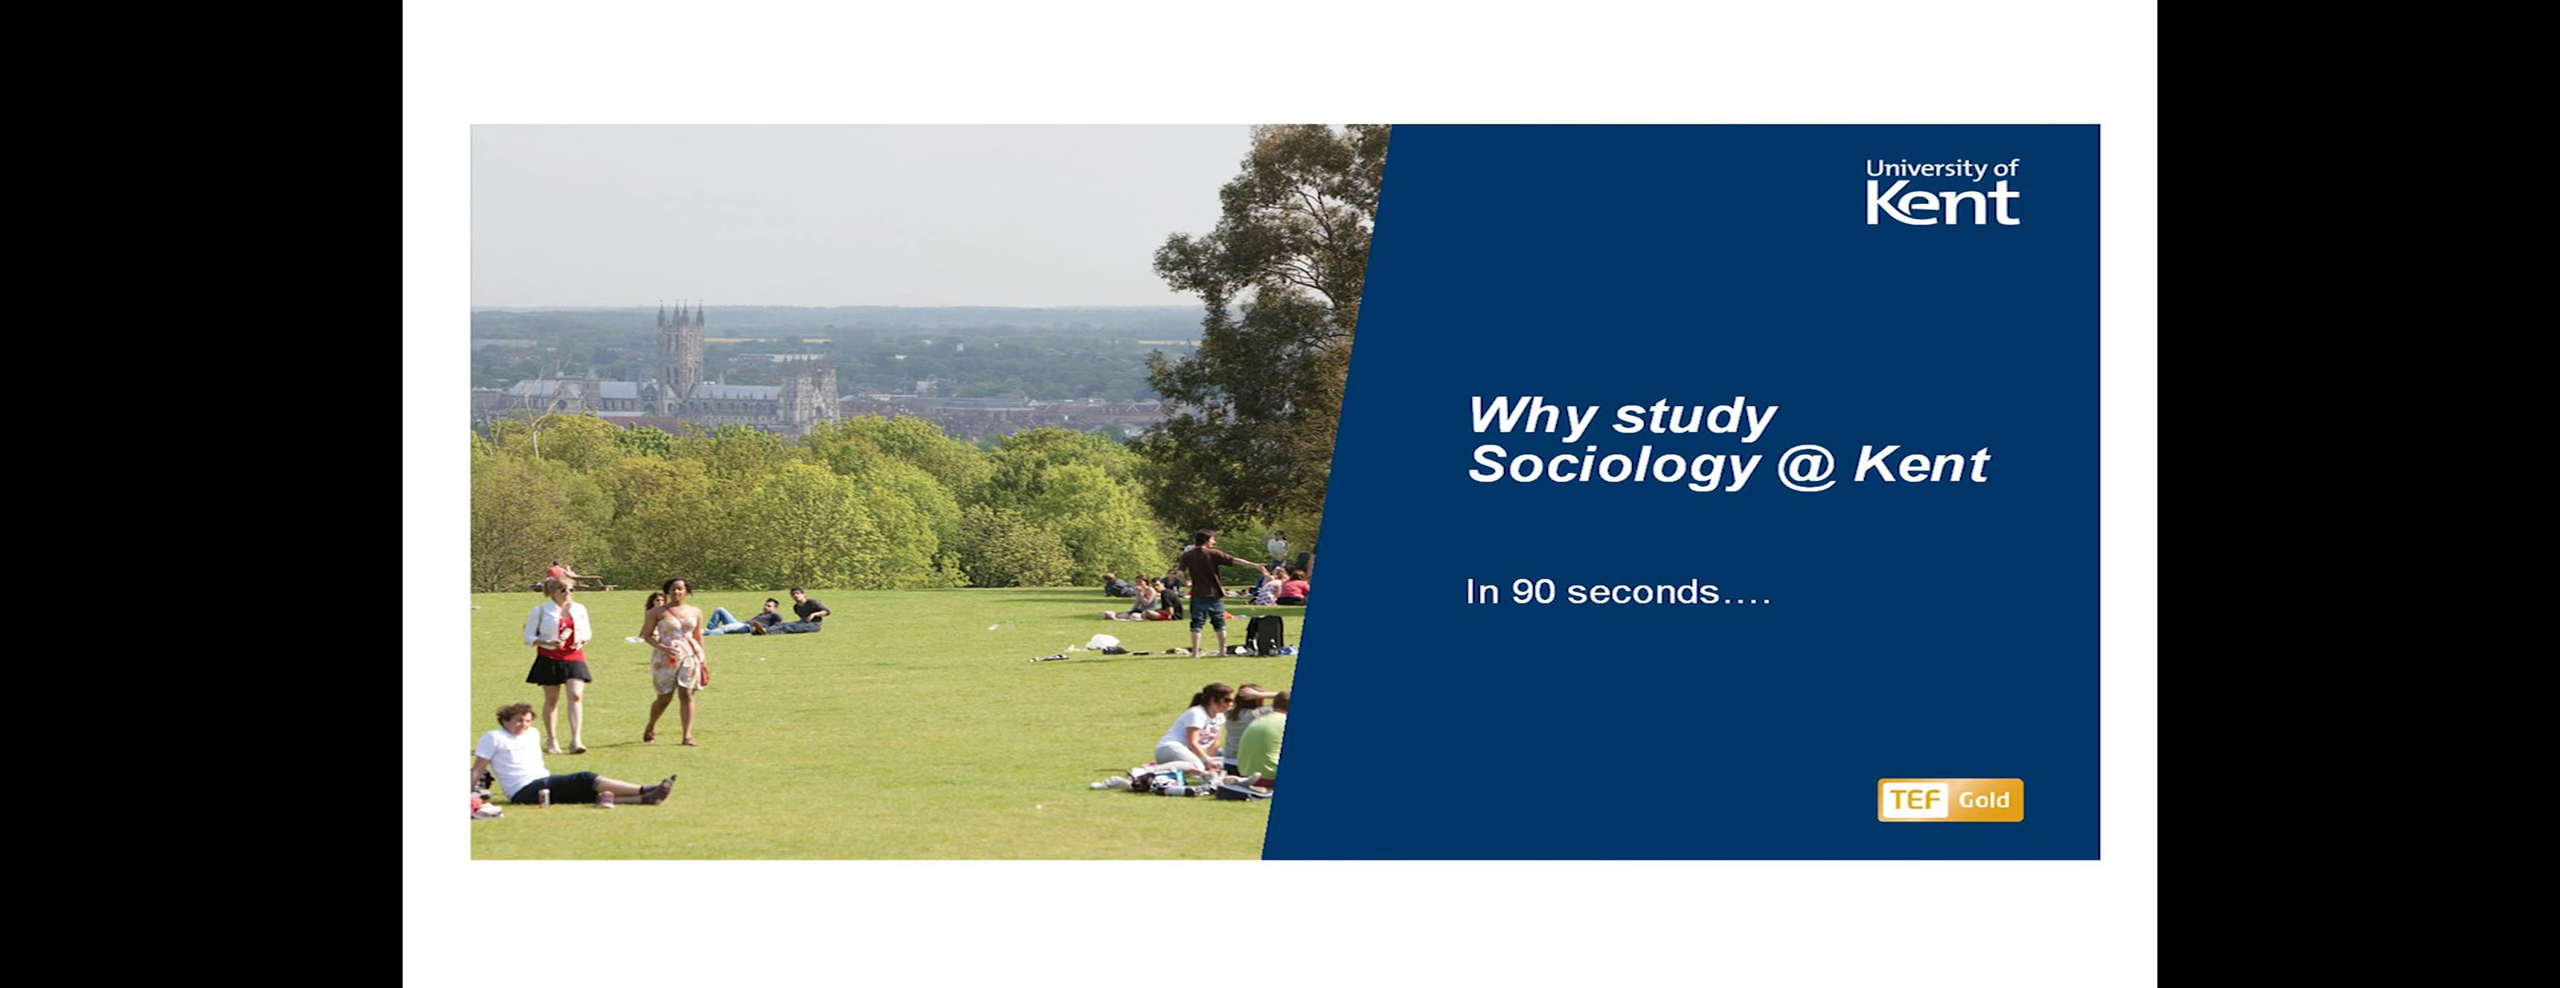 University of
Kent
Why study
Sociology @ Kent
In 90 seconds....
TEF Gold